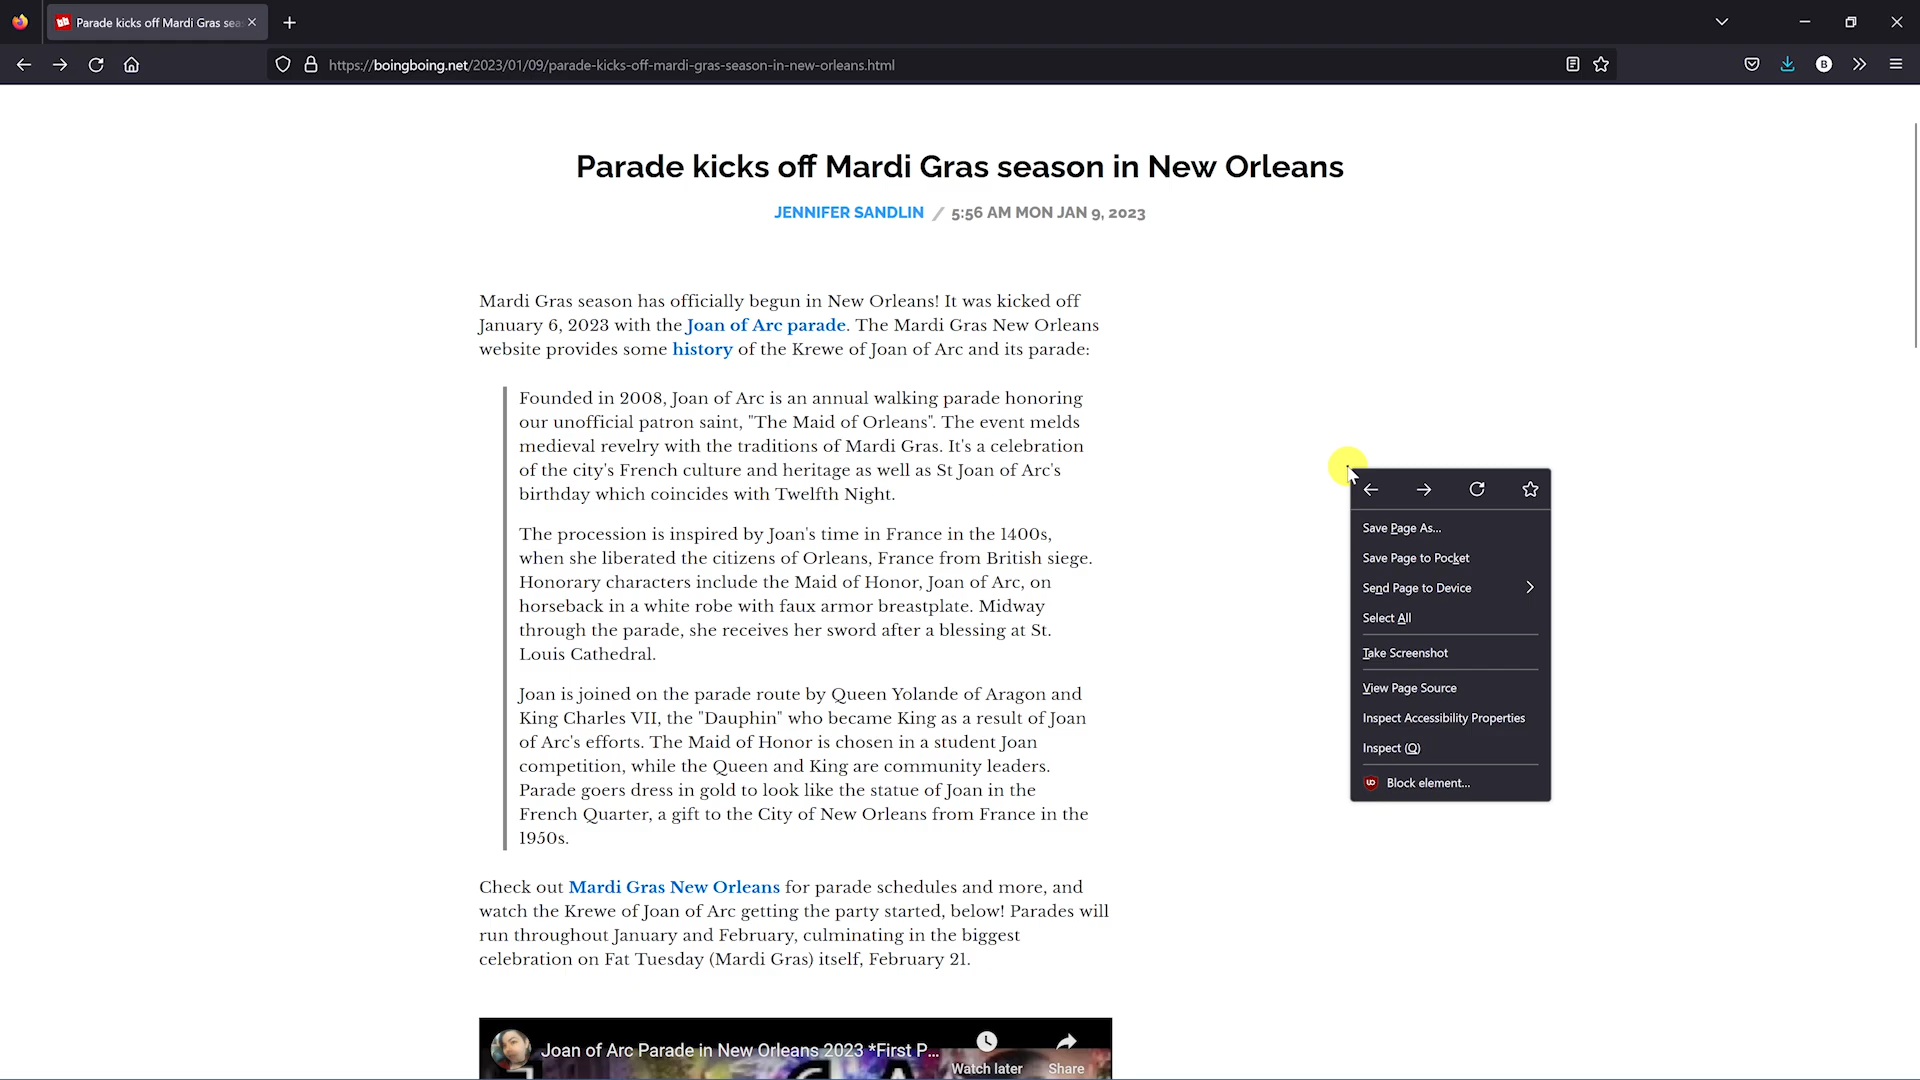 Parade kicks off Mardi Gras sea
https://boingboing.net/2023/01/09/parade-kicks-off-mardi-gras-season-in-new-orleans.html
B
Parade kicks off Mardi Gras season in New Orleans
JENNIFER SANDLIN // 5:56 AM MON JAN 9, 2023
Mardi Gras season has officially begun in New Orleans! It was kicked off
January 6, 2023 with the Joan of Arc parade. The Mardi Gras New Orleans
website provides some history of the Krewe of Joan of Arc and its parade:
Founded in 2008, Joan of Arc is an annual walking parade honoring
our unofficial patron saint, "The Maid of Orleans". The event melds
medieval revelry with the traditions of Mardi Gras. It's a celebration
of the city's French culture and heritage as well as St Joan of Arc's
birthday which coincides with Twelfth Night.
The procession is inspired by Joan's time in France in the 1400s,
when she liberated the citizens of Orleans, France from British siege.
Honorary characters include the Maid of Honor, Joan of Arc, on
horseback in a white robe with faux armor breastplate. Midway
through the parade, she receives her sword after a blessing at St.
Louis Cathedral.
Joan is joined on the parade route by Queen Yolande of Aragon and
King Charles VII, the "Dauphin" who became King as a result of Joan
of Arc's efforts. The Maid of Honor is chosen in a student Joan
competition, while the Queen and King are community leaders.
Parade goers dress in gold to look like the statue of Joan in the
French Quarter, a gift to the City of New Orleans from France in the
1950s.
Check out Mardi Gras New Orleans for parade schedules and more, and
watch the Krewe of Joan of Arc getting the party started, below! Parades will
run throughout January and February, culminating in the biggest
celebration on Fat Tuesday (Mardi Gras) itself, February 21.
Joan of Arc Parade in New Orleans 2023 *First P...
Watch later
Share
Save Page As...
Save Page to Pocket
Send Page to Device
Select All
Take Screenshot
View Page Source
Inspect Accessibility Properties
Inspect (Q)
Block element...